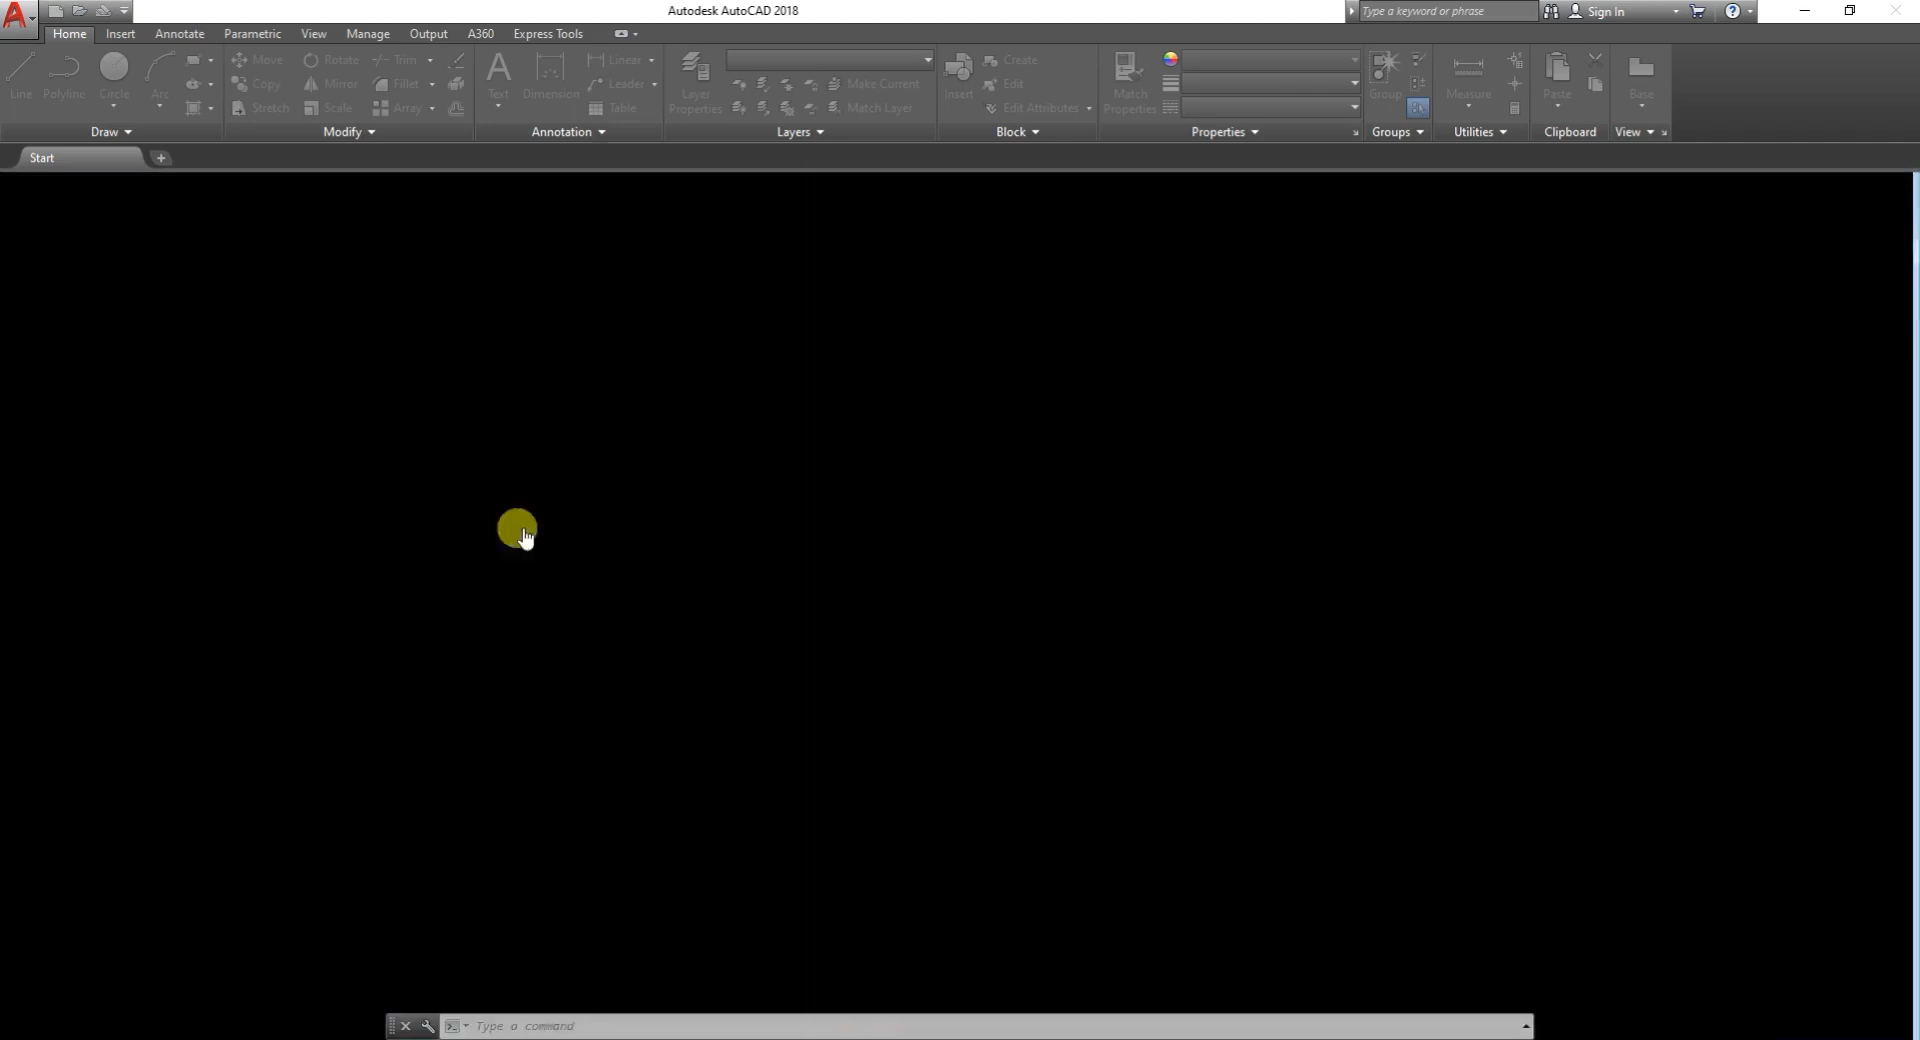 Autodesk AutoCAD 2018
Type a keyword or phrase
Sign In
Home Insert Annotate Parametric View Manage Output A360 Express Tools
Line Polyline Circle Arc
Move Rotate Trim
Copy Mirror Fillet
Stretch Scale Array
Text Dimension
Linear
Leader
Table
Layer Properties
Make Current
Match Layer
Insert
Create
Edit
Edit Attributes
Match Properties
Group
Measure
Paste
Base
Draw Modify Annotation Layers Block Properties Groups Utilities Clipboard View
Start
Type a command